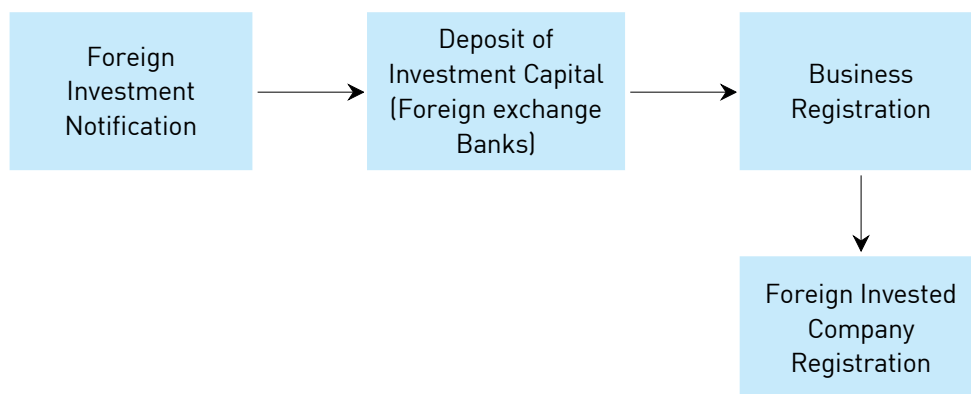 Foreign
Investment
Notification
Deposit of
Investment Capital
(Foreign exchange
Banks)
Business
Registration
Foreign Invested
Company
Registration